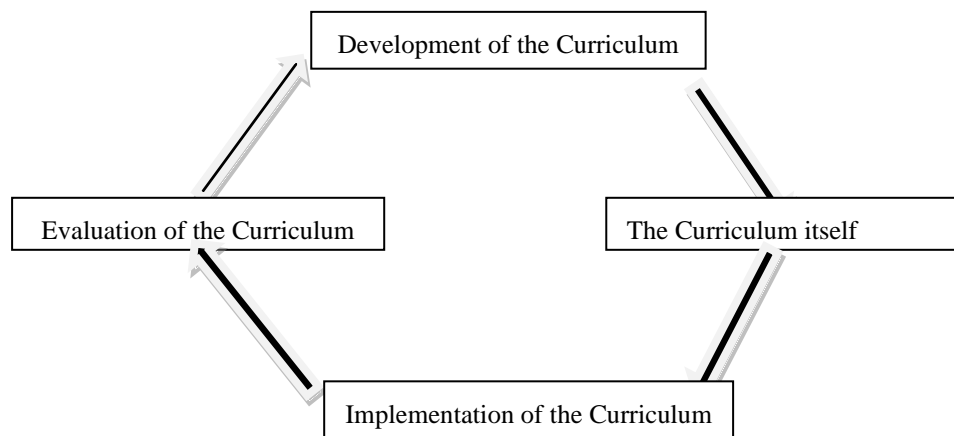 Development of the Curriculum
Evaluation of the Curriculum
The Curriculum itself
Implementation of the Curriculum